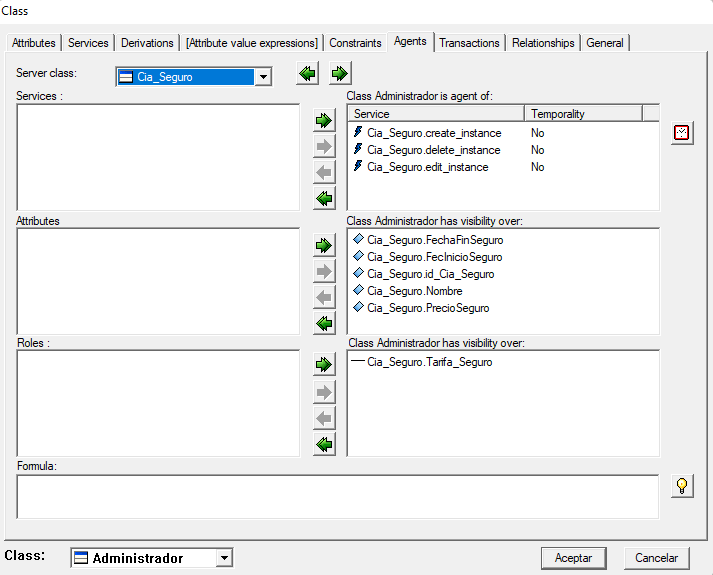 Class
Attributes Services Derivations [Attribute value expressions] Constraints Agents Transactions Relationships General
Server class: Cia_Seguro
Services :
Class Administrador is agent of:
Service Temporality
Cia_Seguro.create_instance No
Cia_Seguro.delete_instance No
Cia_Seguro.edit_instance No
Attributes
Class Administrador has visibility over:
Cia_Seguro.FechaFinSeguro
Cia_Seguro.FecInicioSeguro
Cia_Seguro.id_Cia_Seguro
Cia_Seguro.Nombre
Cia_Seguro.PrecioSeguro
Roles :
Class Administrador has visibility over:
Cia_Seguro.Tarifa_Seguro
Formula:
Class: Administrador
Aceptar Cancelar